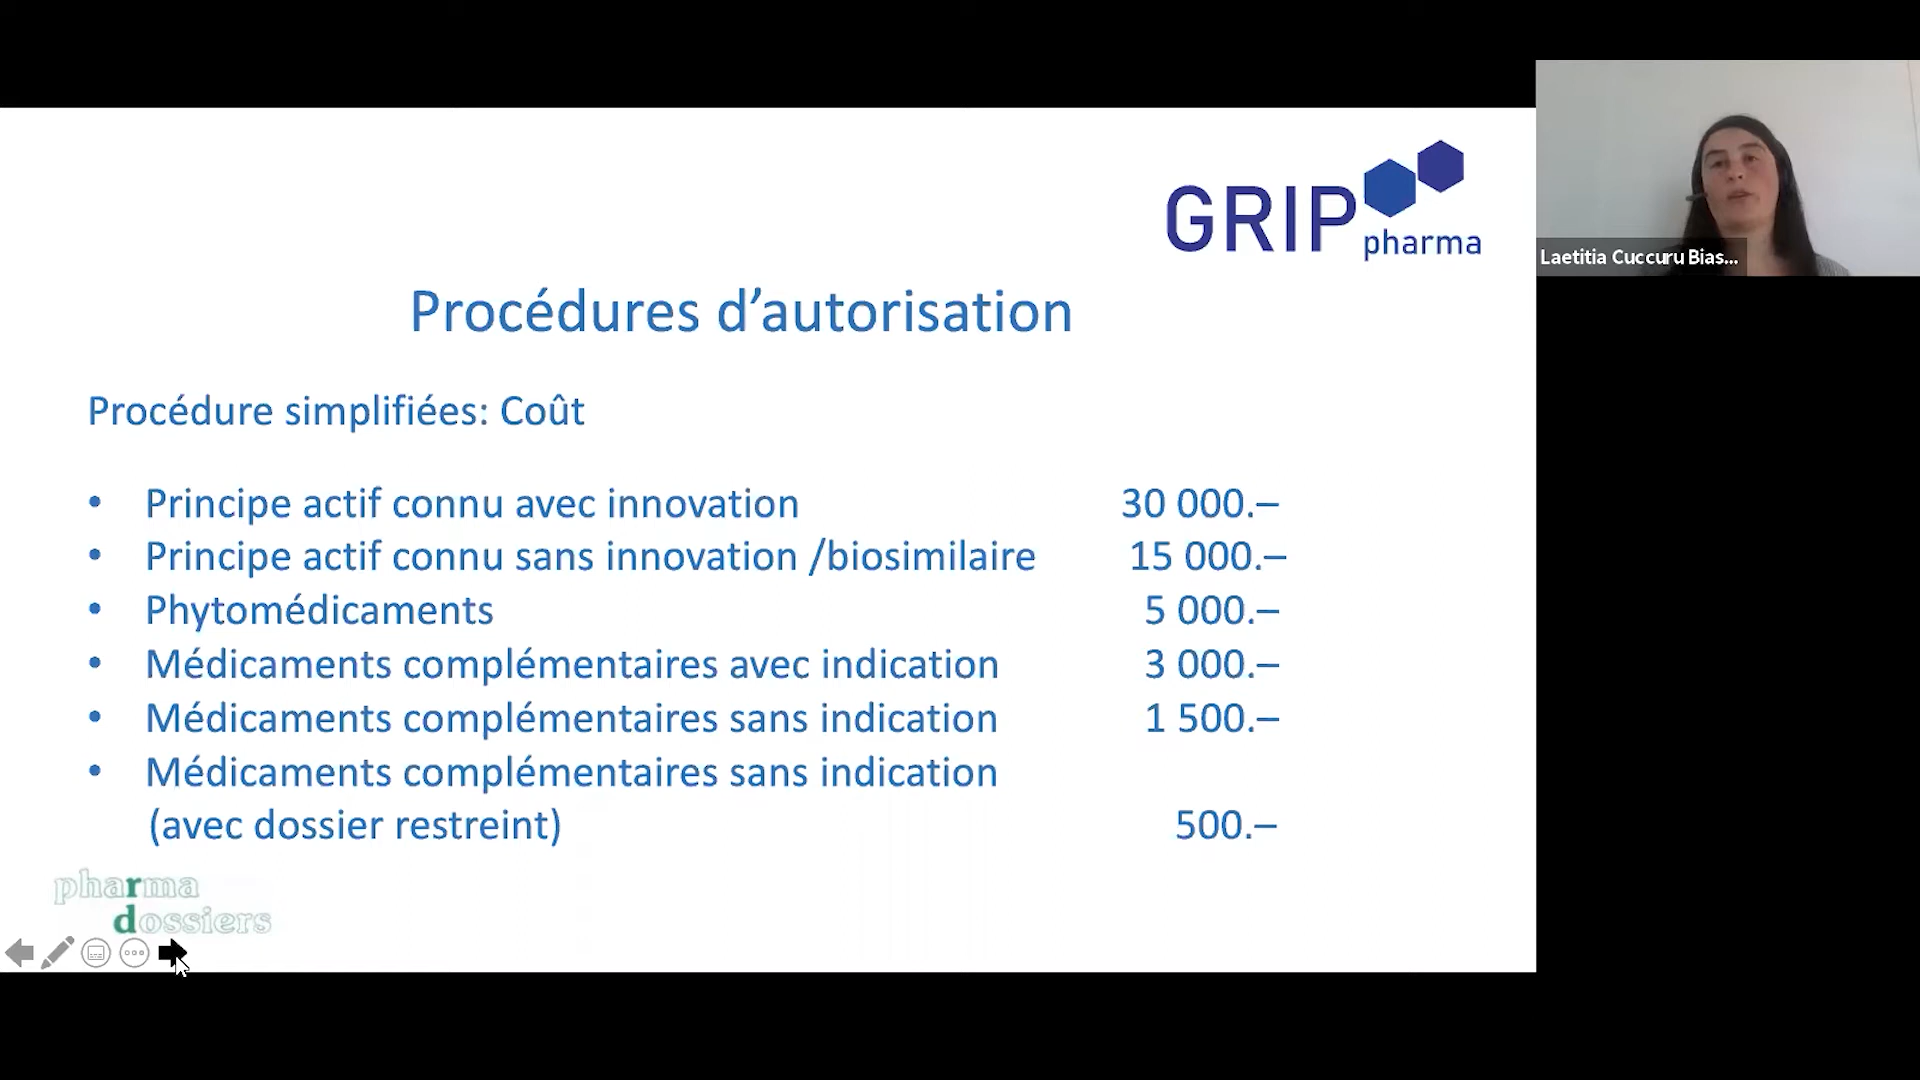 GRIP
pharma
Laetitia Cuccuru Bias...
Procédures d’autorisation
Procédure simplifiées: Coût
• Principe actif connu avec innovation 30 000.–
• Principe actif connu sans innovation /biosimilaire 15 000.–
• Phytomédicaments 5 000.–
• Médicaments complémentaires avec indication 3 000.–
• Médicaments complémentaires sans indication 1 500.–
• Médicaments complémentaires sans indication
(avec dossier restreint) 500.–
pharma
dossiers